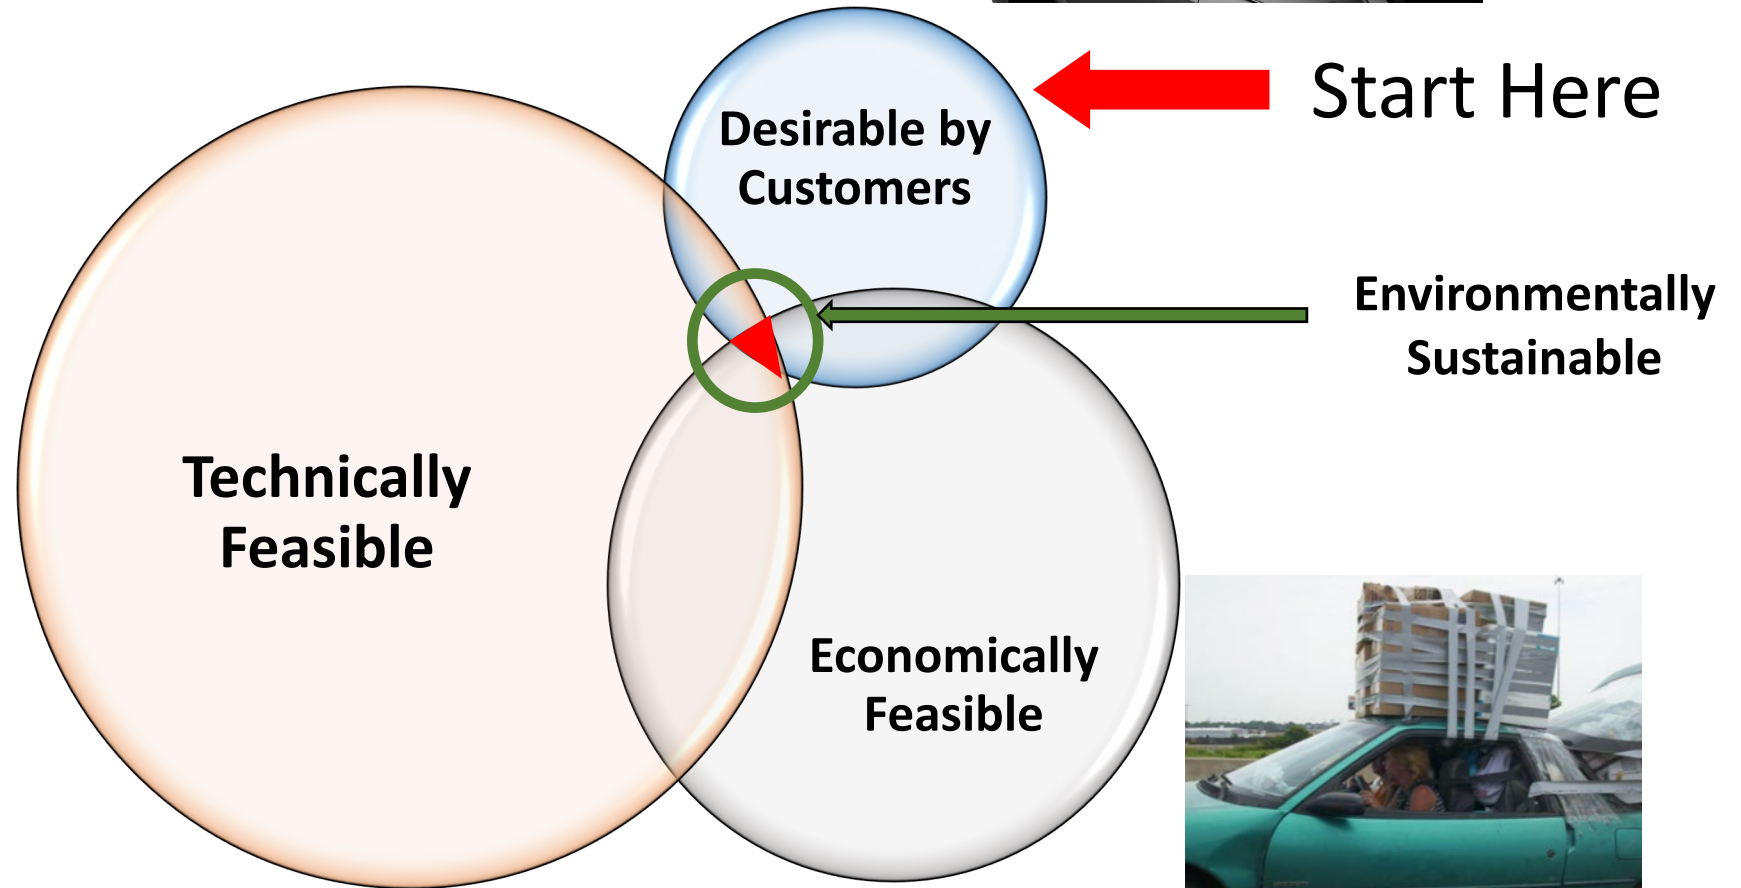 Start Here
Desirable by
Customers
Environmentally
Sustainable
Technically
Feasible
Economically
Feasible